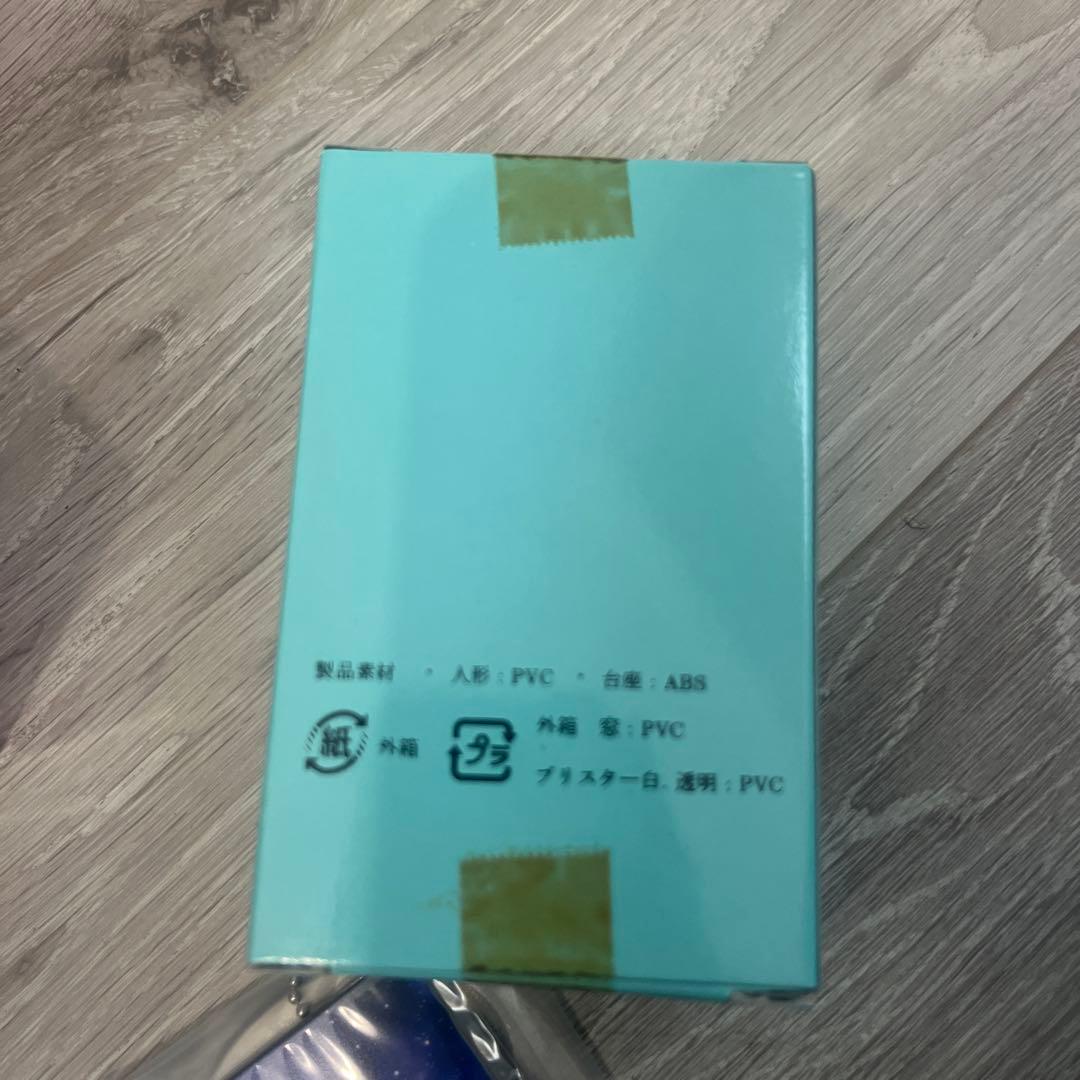 製品素材 ・ 人形：PVC ・ 台座：ABS
紙 外箱
プラ 外箱 窓：PVC
ブリスター白．透明：PVC